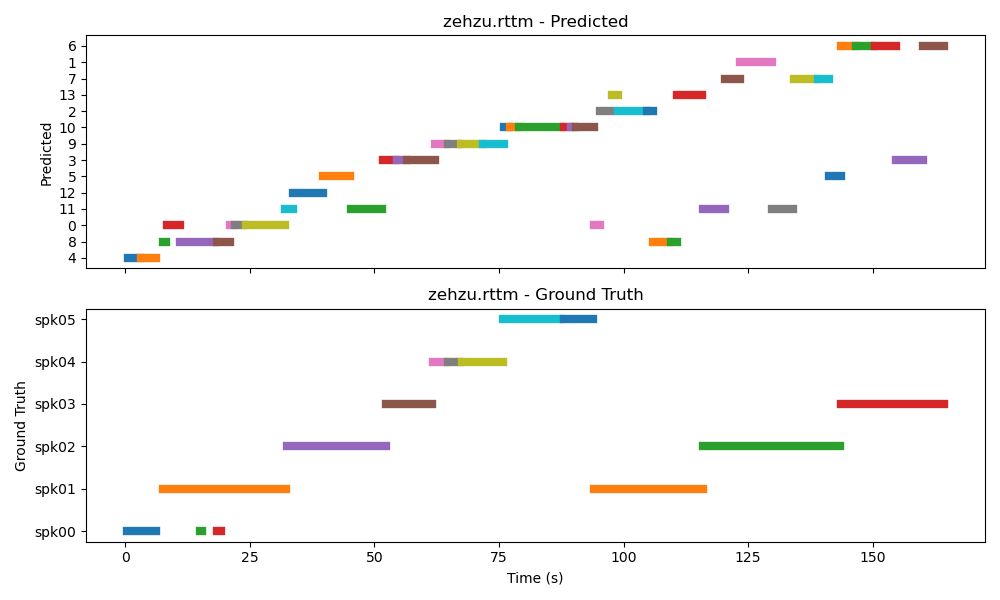 zehzu.rttm - Predicted
6
1
7
13
2
10
9
3
5
12
11
0
8
4
Predicted
zehzu.rttm - Ground Truth
spk05
spk04
spk03
spk02
spk01
spk00
Ground Truth
0 25 50 75 100 125 150
Time (s)